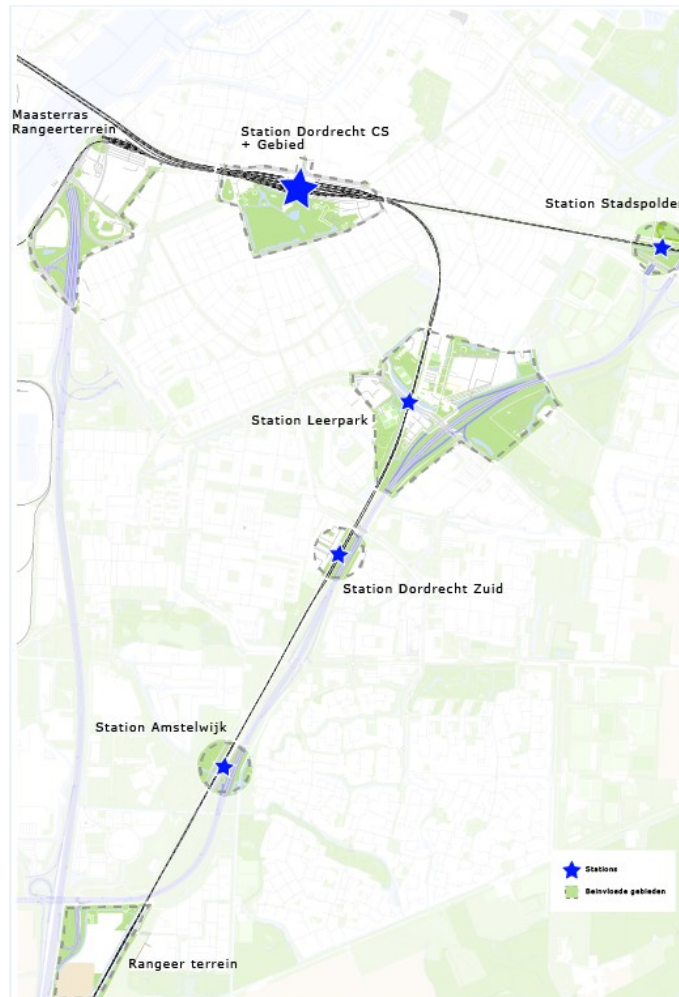 Maasterras
Rangeerterrein
Station Dordrecht CS
+ Gebied
Station Stadspolder
Station Leerpark
Station Dordrecht Zuid
Station Amstelwijk
Stations
Beinvloede gebieden
Rangeer terrein